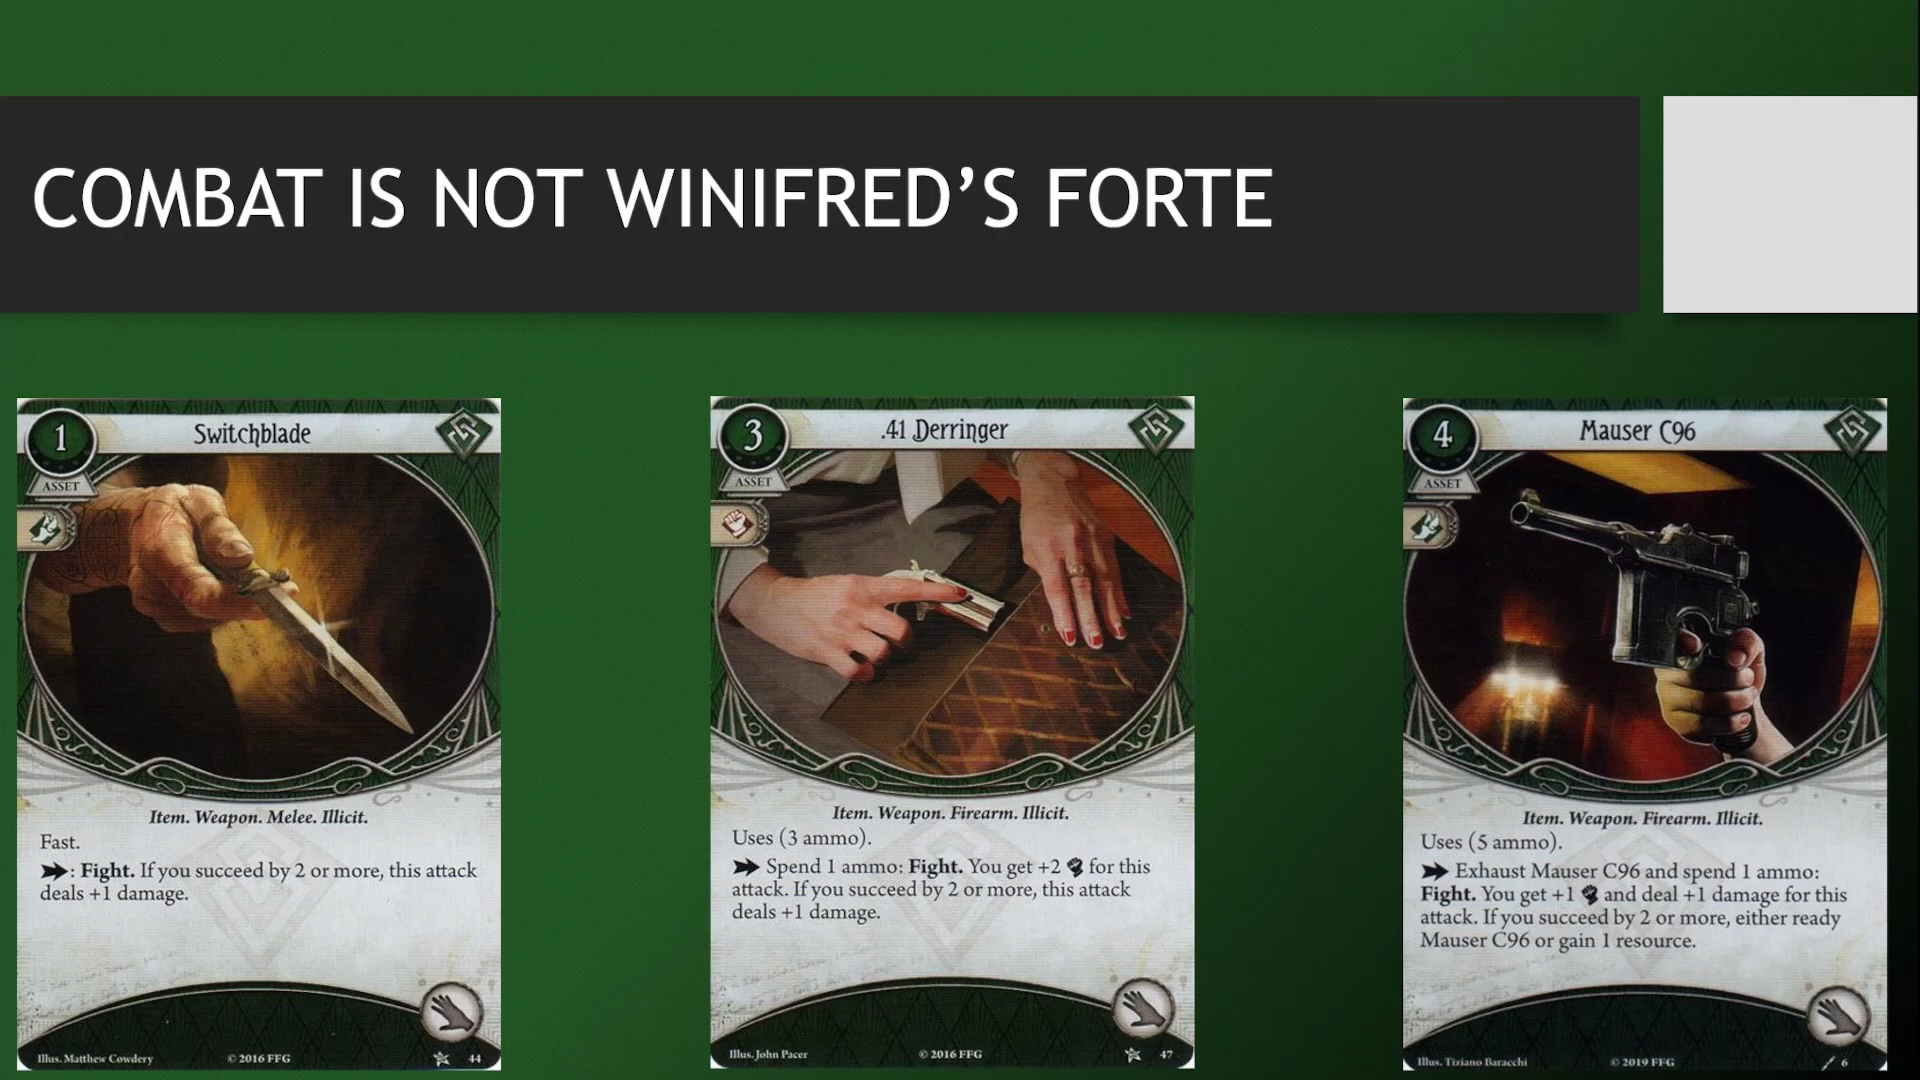 COMBAT IS NOT WINIFRED’S FORTE
1
Switchblade
ASSET
Item. Weapon. Melee. Illicit.
Fast.
: Fight. If you succeed by 2 or more, this attack
deals +1 damage.
Illus. Matthew Cowdery
© 2016 FFG
44
3
.41 Derringer
ASSET
Item. Weapon. Firearm. Illicit.
Uses (3 ammo).
Spend 1 ammo: Fight. You get +2 for this
attack. If you succeed by 2 or more, this attack
deals +1 damage.
Illus. John Pacer
© 2016 FFG
47
4
Mauser C96
ASSET
Item. Weapon. Firearm. Illicit.
Uses (5 ammo).
Exhaust Mauser C96 and spend 1 ammo:
Fight. You get +1 and deal +1 damage for this
attack. If you succeed by 2 or more, either ready
Mauser C96 or gain 1 resource.
Illus. Tiziano Baracchi
© 2019 FFG
6